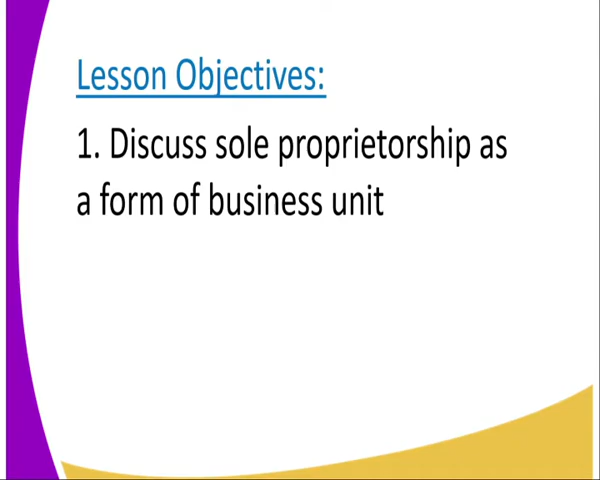 Lesson Objectives:
1. Discuss sole proprietorship as
a form of business unit